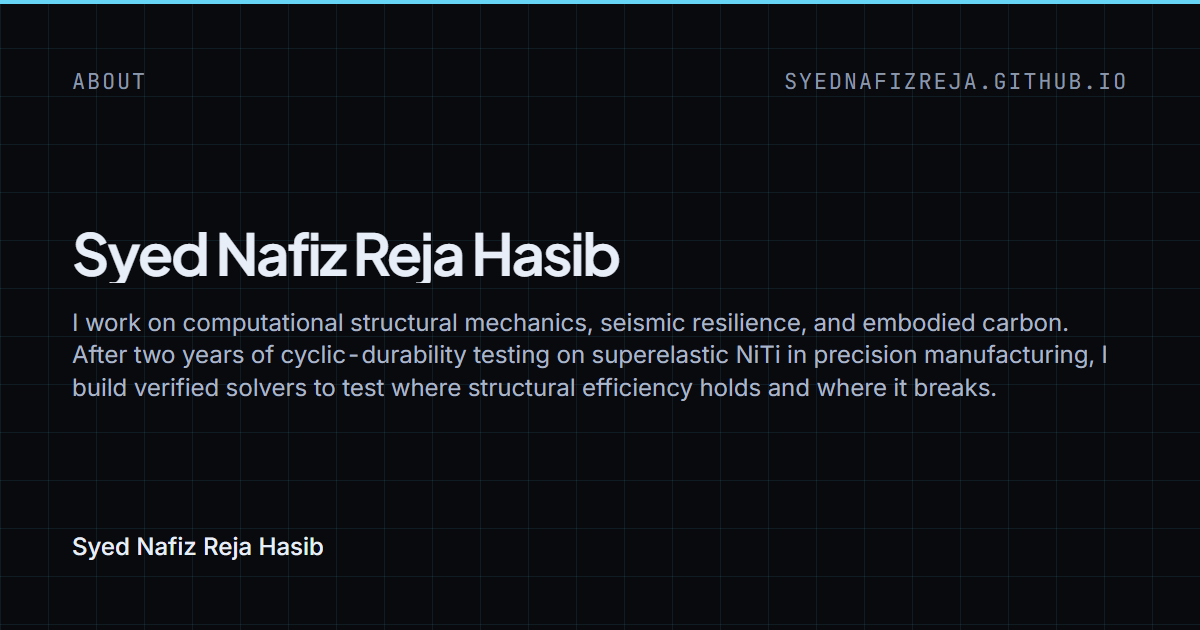 ABOUT
SYEDNAFIZREJA.GITHUB.IO
Syed Nafiz Reja Hasib
I work on computational structural mechanics, seismic resilience, and embodied carbon.
After two years of cyclic-durability testing on superelastic NiTi in precision manufacturing, I
build verified solvers to test where structural efficiency holds and where it breaks.
Syed Nafiz Reja Hasib